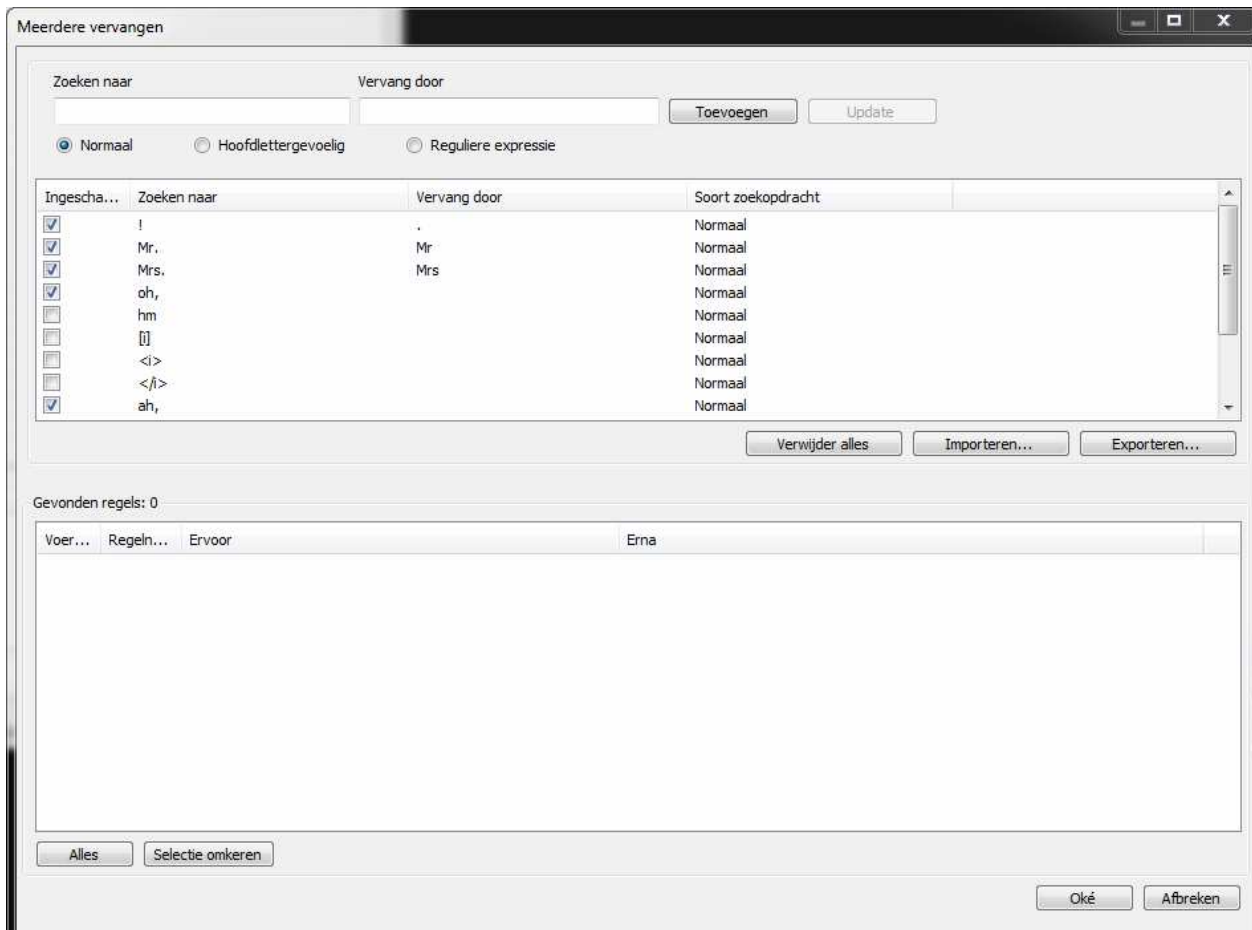 Meerdere vervangen
Zoeken naar Vervang door
Toevoegen Update
Normaal Hoofdlettergevoelig Reguliere expressie
Ingescha... Zoeken naar Vervang door Soort zoekopdracht
! . Normaal
Mr. Mr Normaal
Mrs. Mrs Normaal
oh, Normaal
hm Normaal
[i] Normaal
<i> Normaal
</i> Normaal
ah, Normaal
Verwijder alles Importeren... Exporteren...
Gevonden regels: 0
Voer... Regeln... Ervoor Erna
Alles Selectie omkeren
Oké Afbreken